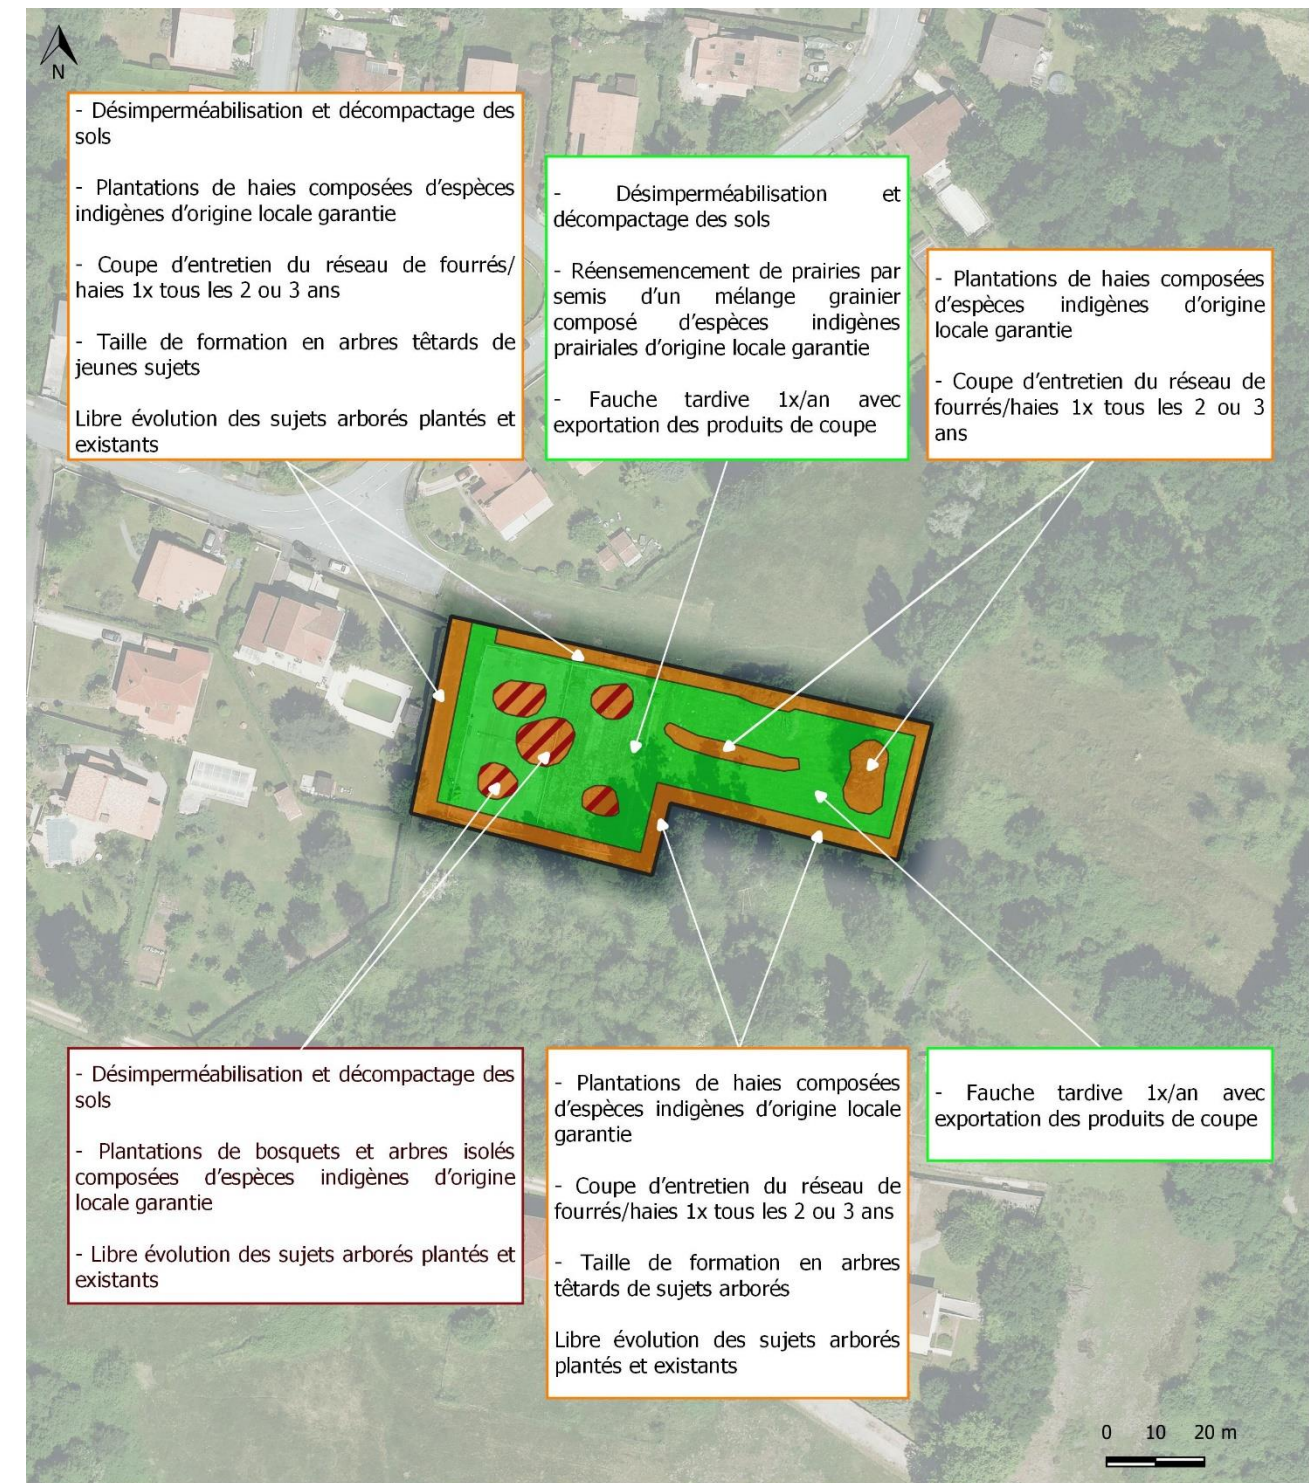 N
- Désimperméabilisation et décompactage des
sols
- Plantations de haies composées d'espèces
indigènes d'origine locale garantie
- Coupe d'entretien du réseau de fourrés/
haies 1x tous les 2 ou 3 ans
- Taille de formation en arbres têtards de
jeunes sujets
Libre évolution des sujets arborés plantés et
existants
- Désimperméabilisation et
décompactage des sols
- Réensemencement de prairies par
semis d'un mélange grainier
composé d'espèces indigènes
prairiales d'origine locale garantie
- Fauche tardive 1x/an avec
exportation des produits de coupe
- Plantations de haies composées
d'espèces indigènes d'origine
locale garantie
- Coupe d'entretien du réseau de
fourrés/haies 1x tous les 2 ou 3
ans
- Désimperméabilisation et décompactage des
sols
- Plantations de bosquets et arbres isolés
composées d'espèces indigènes d'origine
locale garantie
- Libre évolution des sujets arborés plantés et
existants
- Plantations de haies composées
d'espèces indigènes d'origine locale
garantie
- Coupe d'entretien du réseau de
fourrés/haies 1x tous les 2 ou 3 ans
- Taille de formation en arbres
têtards de sujets arborés
Libre évolution des sujets arborés
plantés et existants
- Fauche tardive 1x/an avec
exportation des produits de coupe
0 10 20 m